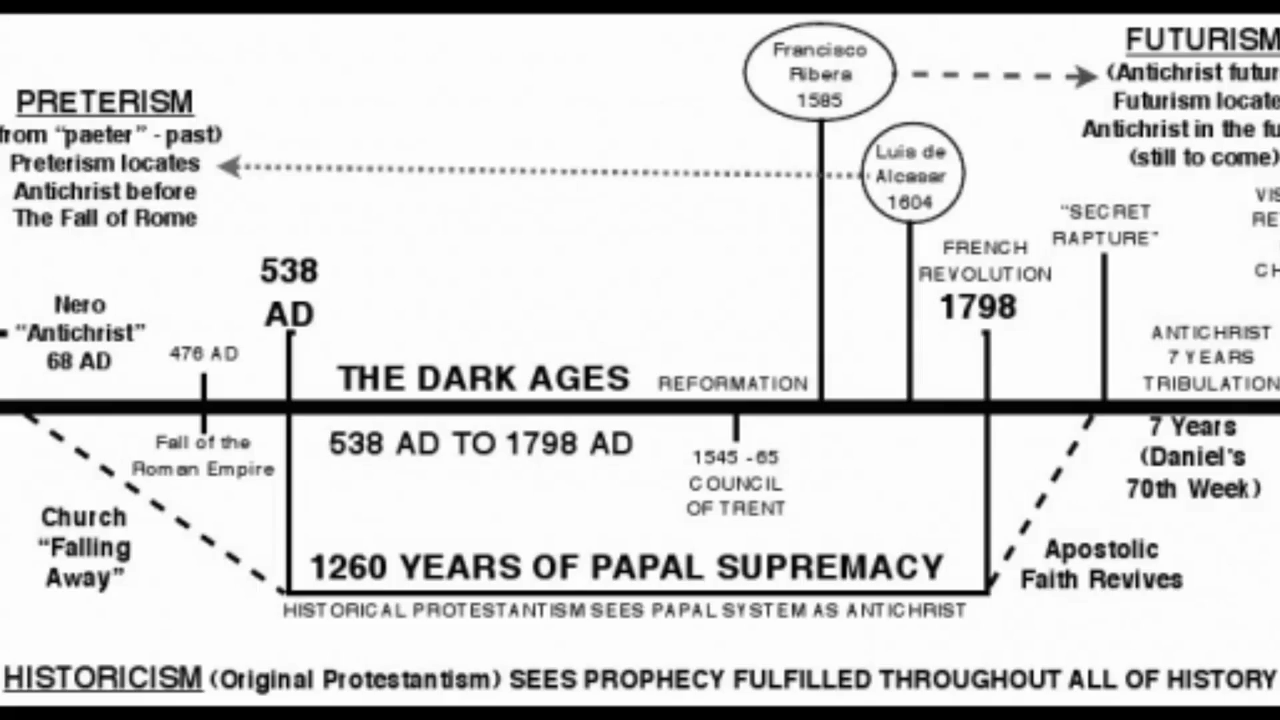 PRETERISM
from "paeter" - past)
Preterism locates
Antichrist before
The Fall of Rome
Francisco
Ribera
1585
Luis de
Alcasar
1604
FUTURISM
(Antichrist futur
Futurism locate
Antichrist in the fu
(still to come)
"SECRET
RAPTURE"
VIS
RE
CH
FRENCH
REVOLUTION
1798
538
AD
Nero
"Antichrist"
68 AD
476 AD
THE DARK AGES
REFORMATION
ANTICHRIST
7 YEARS
TRIBULATION
Fall of the
Roman Empire
538 AD TO 1798 AD
1545 -65
COUNCIL
OF TRENT
7 Years
(Daniel's
70th Week)
Church
"Falling
Away"
1260 YEARS OF PAPAL SUPREMACY
Apostolic
Faith Revives
HISTORICAL PROTESTANTISM SEES PAPAL SYSTEM AS ANTICHRIST
HISTORICISM (Original Protestantism) SEES PROPHECY FULFILLED THROUGHOUT ALL OF HISTORY